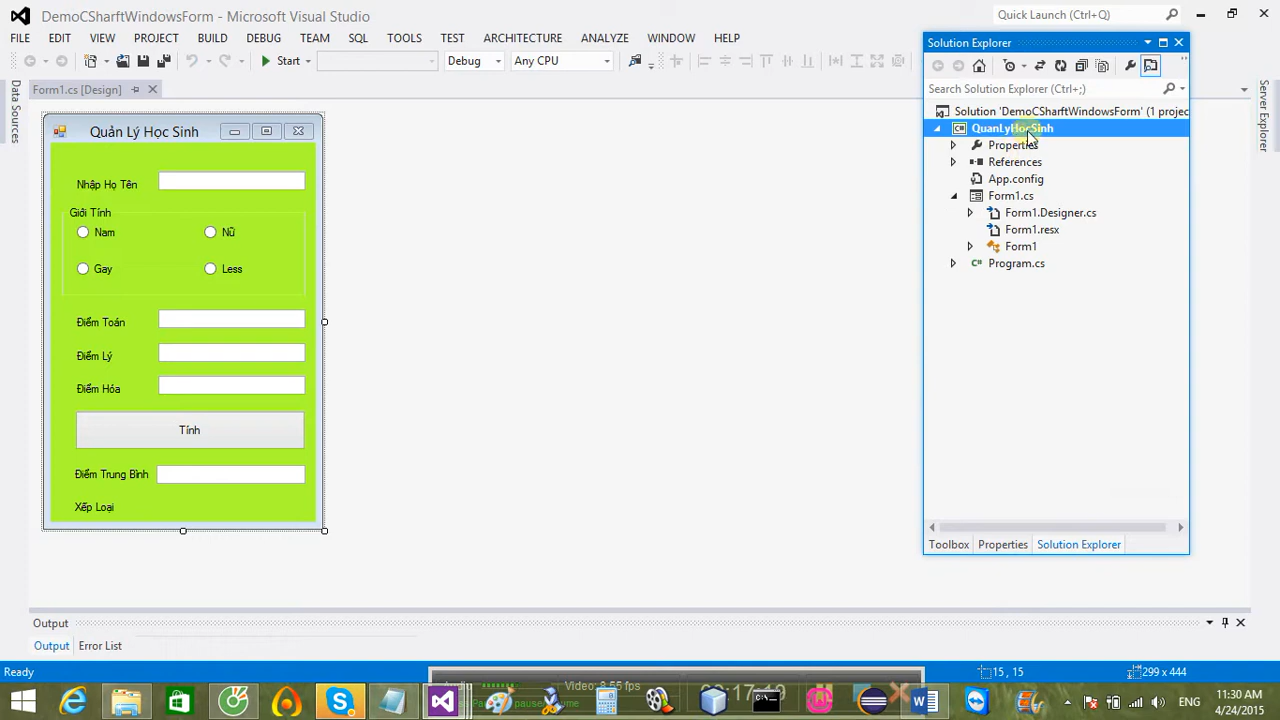 DemoCSharftWindowsForm - Microsoft Visual Studio
Quick Launch (Ctrl+Q)
FILE EDIT VIEW PROJECT BUILD DEBUG TEAM SQL TOOLS TEST ARCHITECTURE ANALYZE WINDOW HELP
Start Debug Any CPU
Form1.cs [Design]
Data Sources
Server Explorer
Quản Lý Học Sinh
Nhập Họ Tên
Giới Tính
Nam Nữ
Gay Less
Điểm Toán
Điểm Lý
Điểm Hóa
Tính
Điểm Trung Bình
Xếp Loại
Solution Explorer
Search Solution Explorer (Ctrl+;)
Solution 'DemoCSharftWindowsForm' (1 projec
QuanLyHocSinh
Properties
References
App.config
Form1.cs
Form1.Designer.cs
Form1.resx
Form1
Program.cs
Toolbox Properties Solution Explorer
Output
Output Error List
Ready
15 , 15
299 x 444
Video: 8.55 fps
ENG
11:30 AM
4/24/2015